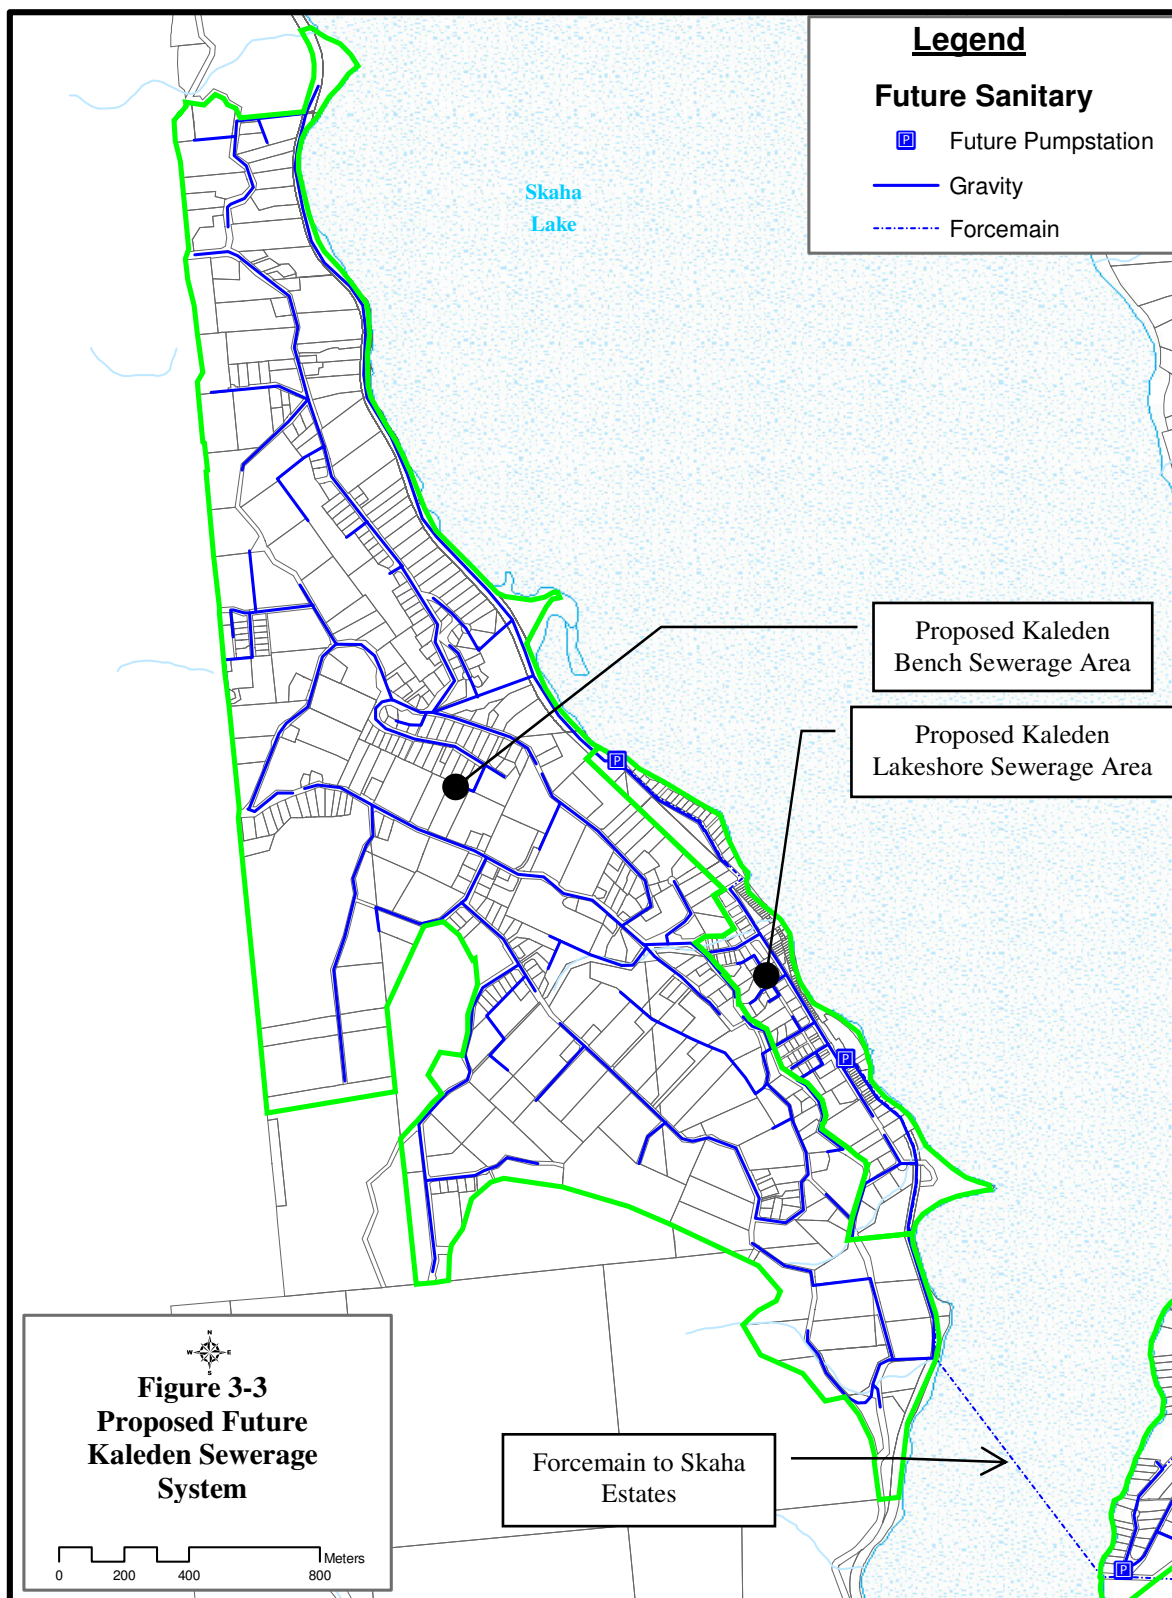 Legend
Future Sanitary
P Future Pumpstation
Gravity
Forcemain
Skaha
Lake
Proposed Kaleden
Bench Sewerage Area
Proposed Kaleden
Lakeshore Sewerage Area
P
P
Forcemain to Skaha
Estates
P
N
W E
S
Figure 3-3
Proposed Future
Kaleden Sewerage
System
Meters
0 200 400 800